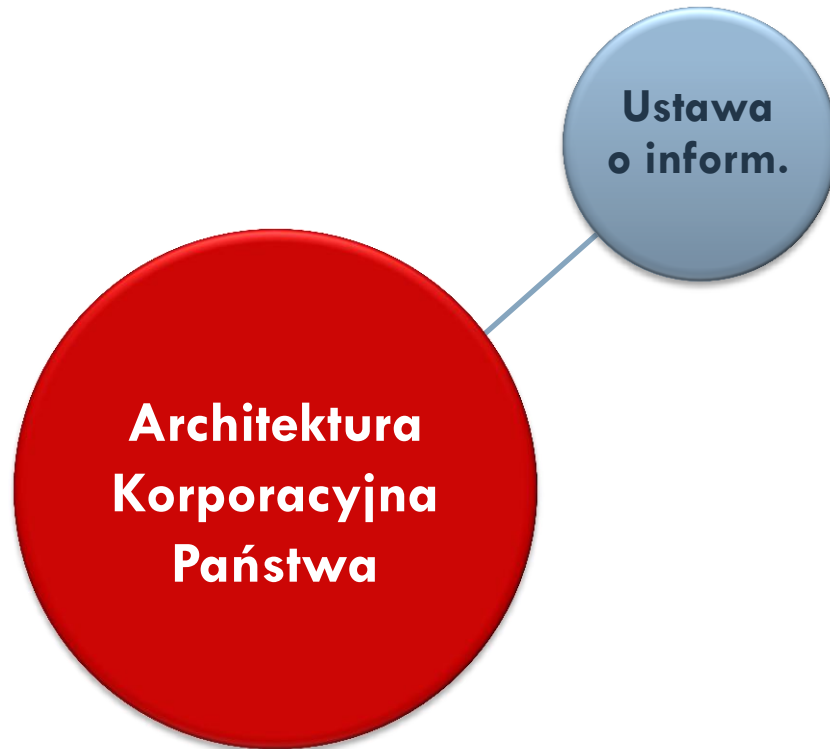 Ustawa
o inform.
Architektura
Korporacyjna
Państwa